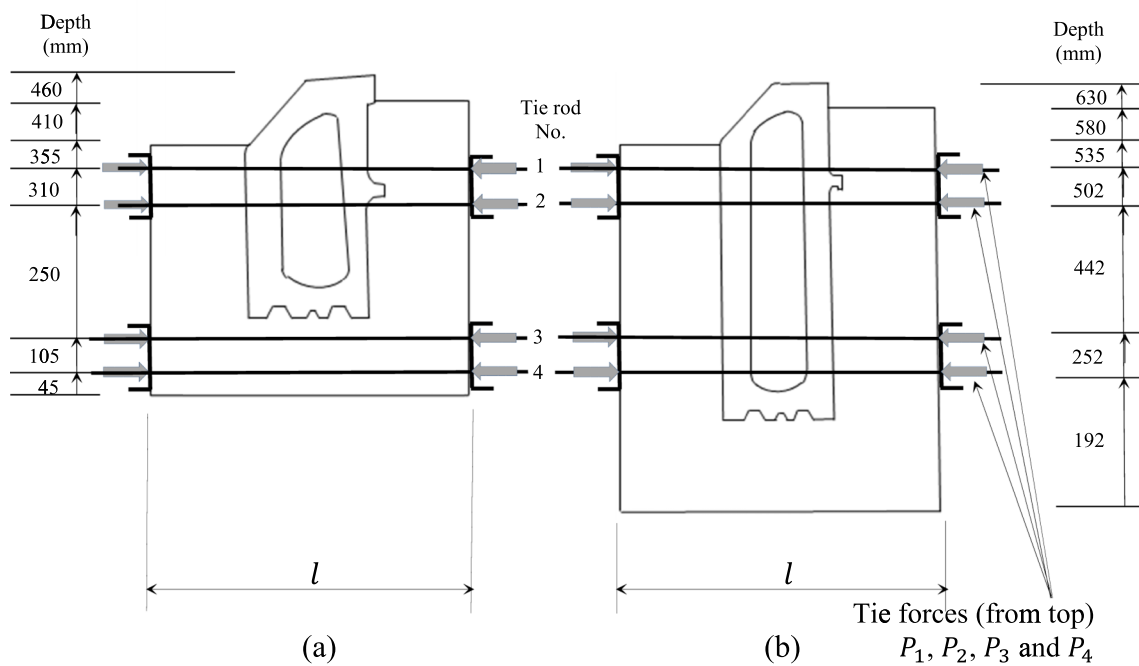 Depth
(mm)
460
410
355
310
250
105
45
Tie rod
No.
1
2
3
4
Depth
(mm)
630
580
535
502
442
252
192
l
l
Tie forces (from top)
P₁, P₂, P₃ and P₄
(a)
(b)